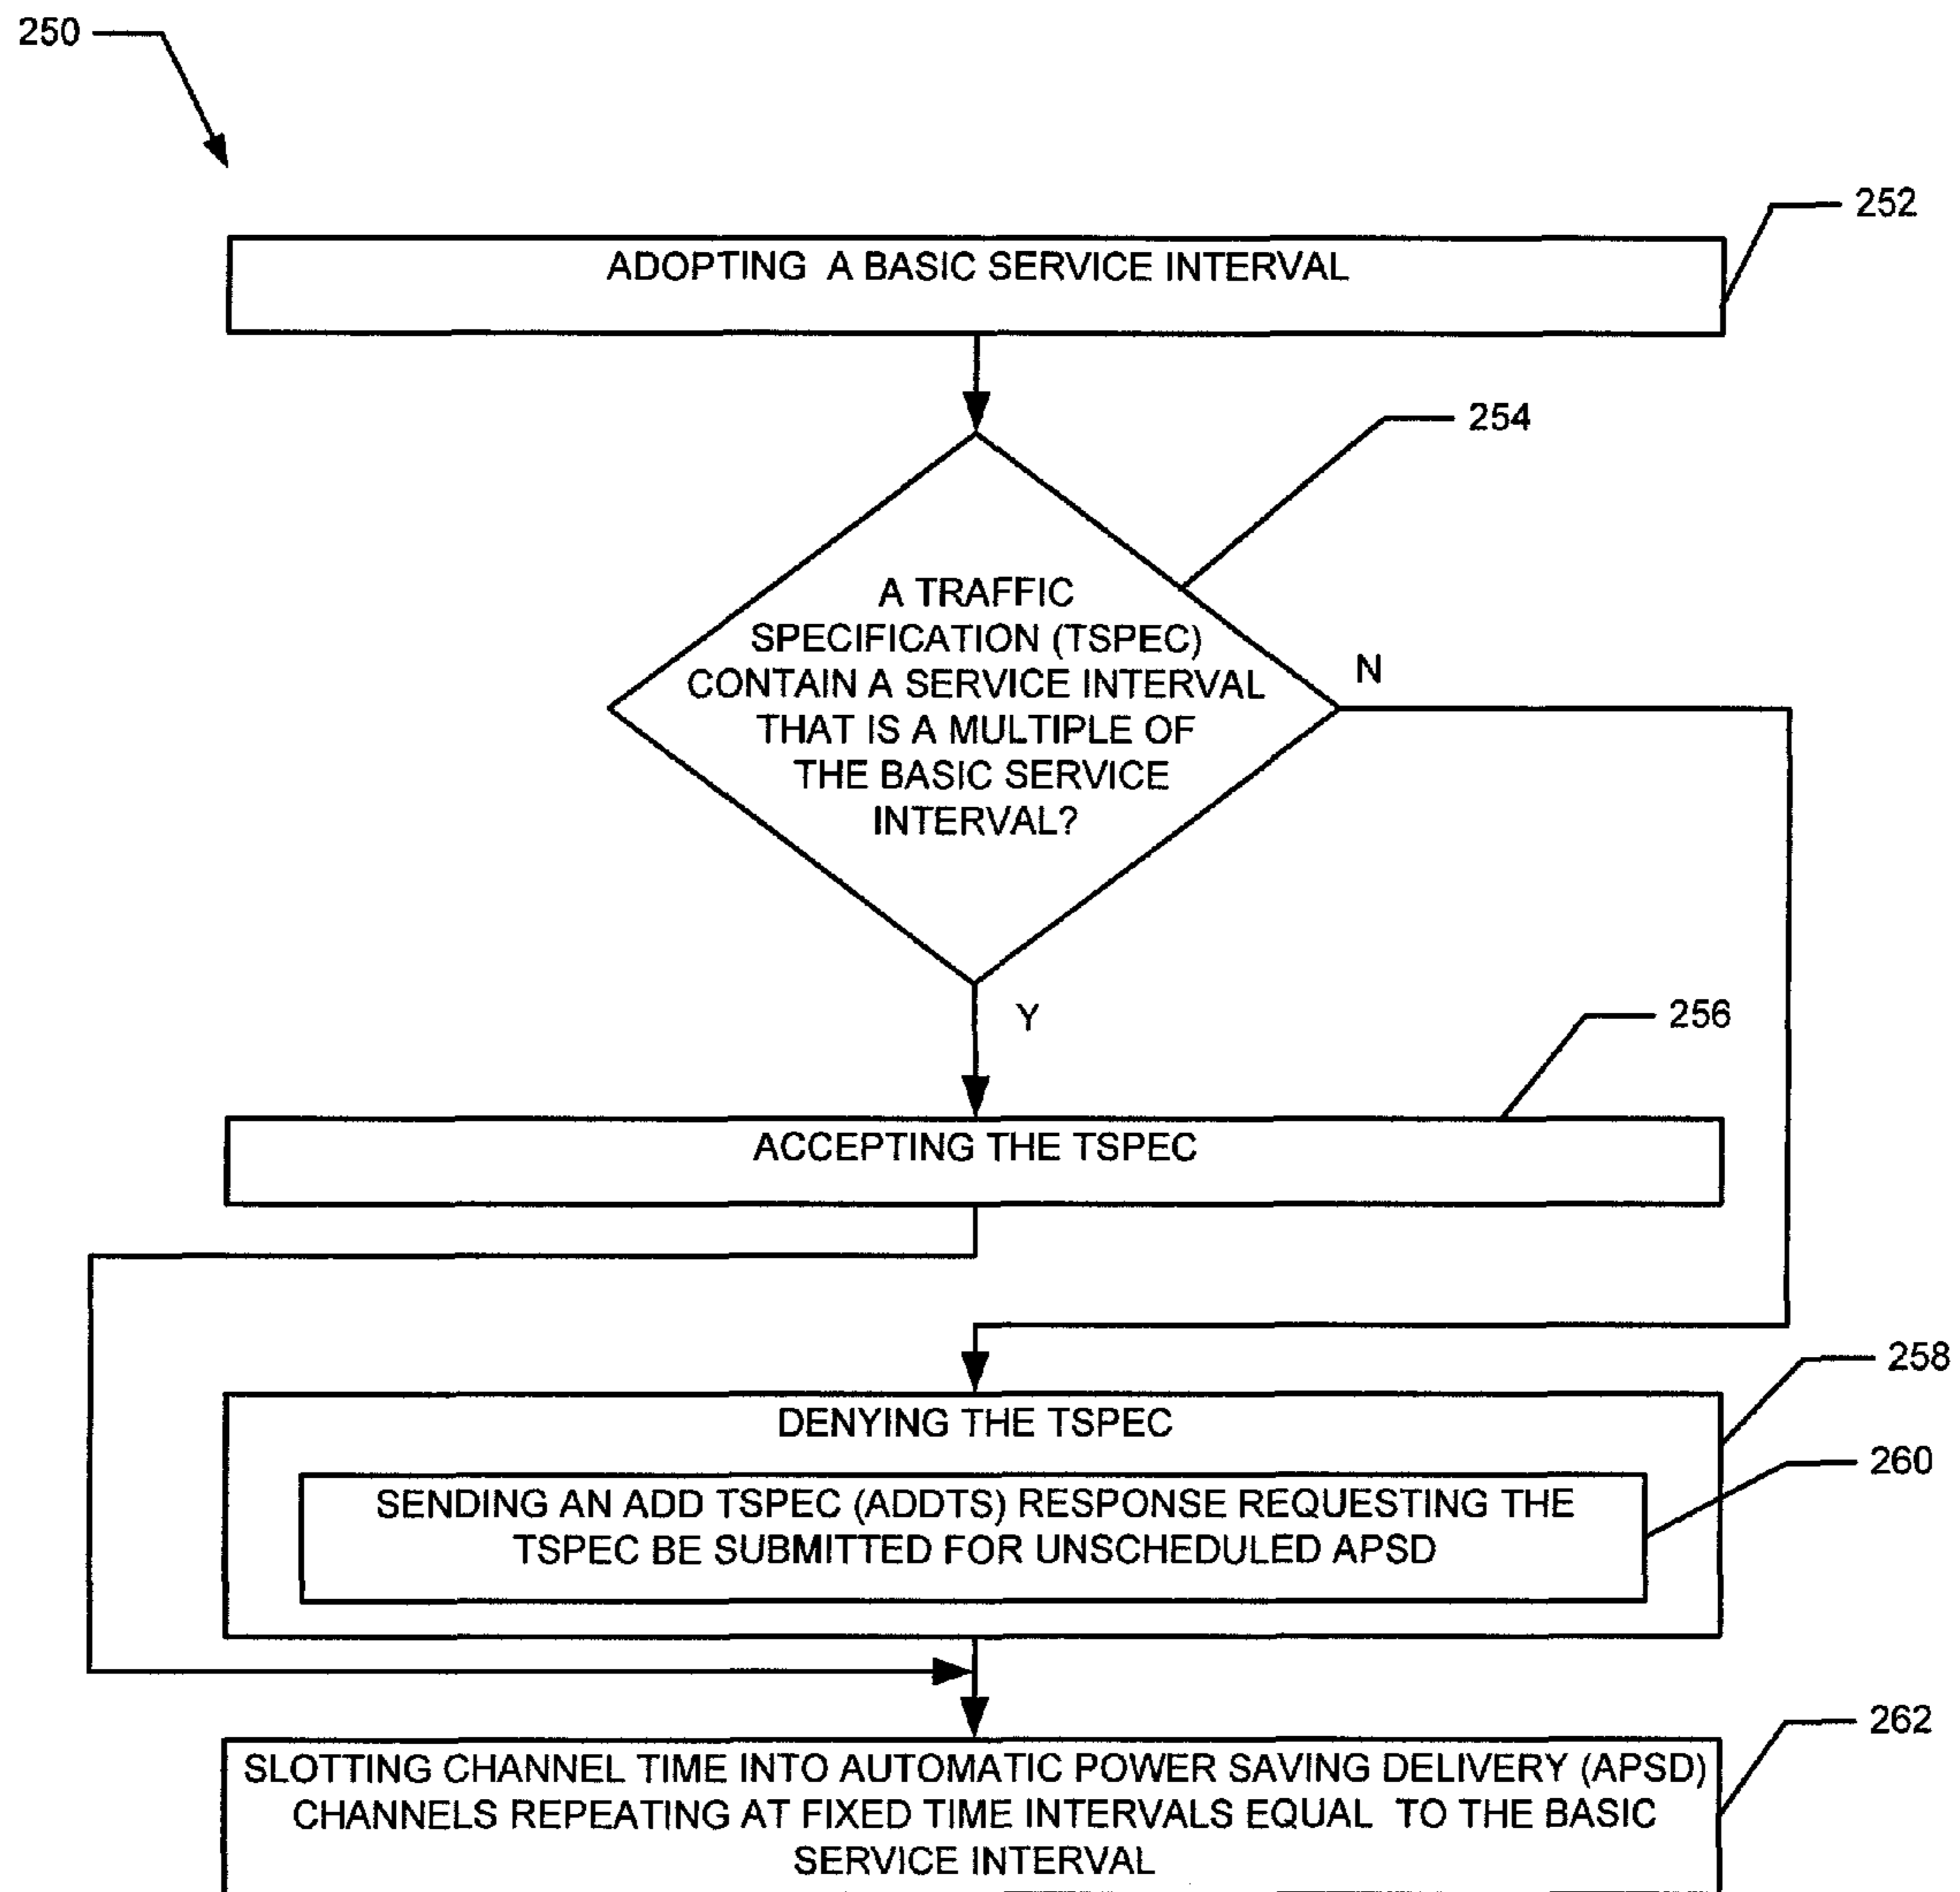 250
252
ADOPTING A BASIC SERVICE INTERVAL
254
A TRAFFIC
SPECIFICATION (TSPEC)
CONTAIN A SERVICE INTERVAL
THAT IS A MULTIPLE OF
THE BASIC SERVICE
INTERVAL?
N
Y
256
ACCEPTING THE TSPEC
258
DENYING THE TSPEC
260
SENDING AN ADD TSPEC (ADDTS) RESPONSE REQUESTING THE
TSPEC BE SUBMITTED FOR UNSCHEDULED APSD
262
SLOTTING CHANNEL TIME INTO AUTOMATIC POWER SAVING DELIVERY (APSD)
CHANNELS REPEATING AT FIXED TIME INTERVALS EQUAL TO THE BASIC
SERVICE INTERVAL